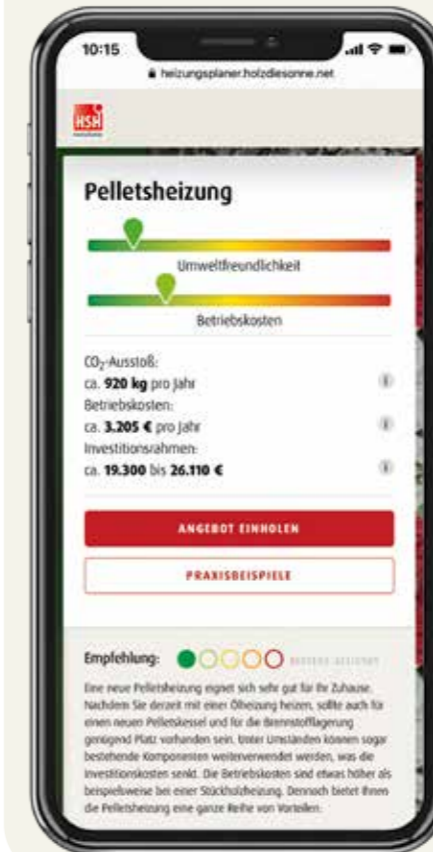 10:15
heizungsplaner.holzdiesonne.net
HSH
Pelletsheizung
Umweltfreundlichkeit
Betriebskosten
CO₂-Ausstoß:
ca. 920 kg pro Jahr
Betriebskosten:
ca. 3.205 € pro Jahr
Investitionsrahmen:
ca. 19.300 bis 26.110 €
ANGEBOT EINHOLEN
PRAXISBEISPIELE
Empfehlung: BESTENS GEEIGNET
Eine neue Pelletsheizung eignet sich sehr gut für Ihr Zuhause.
Nachdem Sie derzeit mit einer Ölheizung heizen, sollte auch für
einen neuen Pelletskessel und für die Brennstofflagerung
genügend Platz vorhanden sein. Unter Umständen können sogar
bestehende Komponenten weiterverwendet werden, was die
Investitionskosten senkt. Die Betriebskosten sind etwas höher als
beispielsweise bei einer Stückholzheizung. Dennoch bietet Ihnen
die Pelletsheizung eine ganze Reihe von Vorteilen: